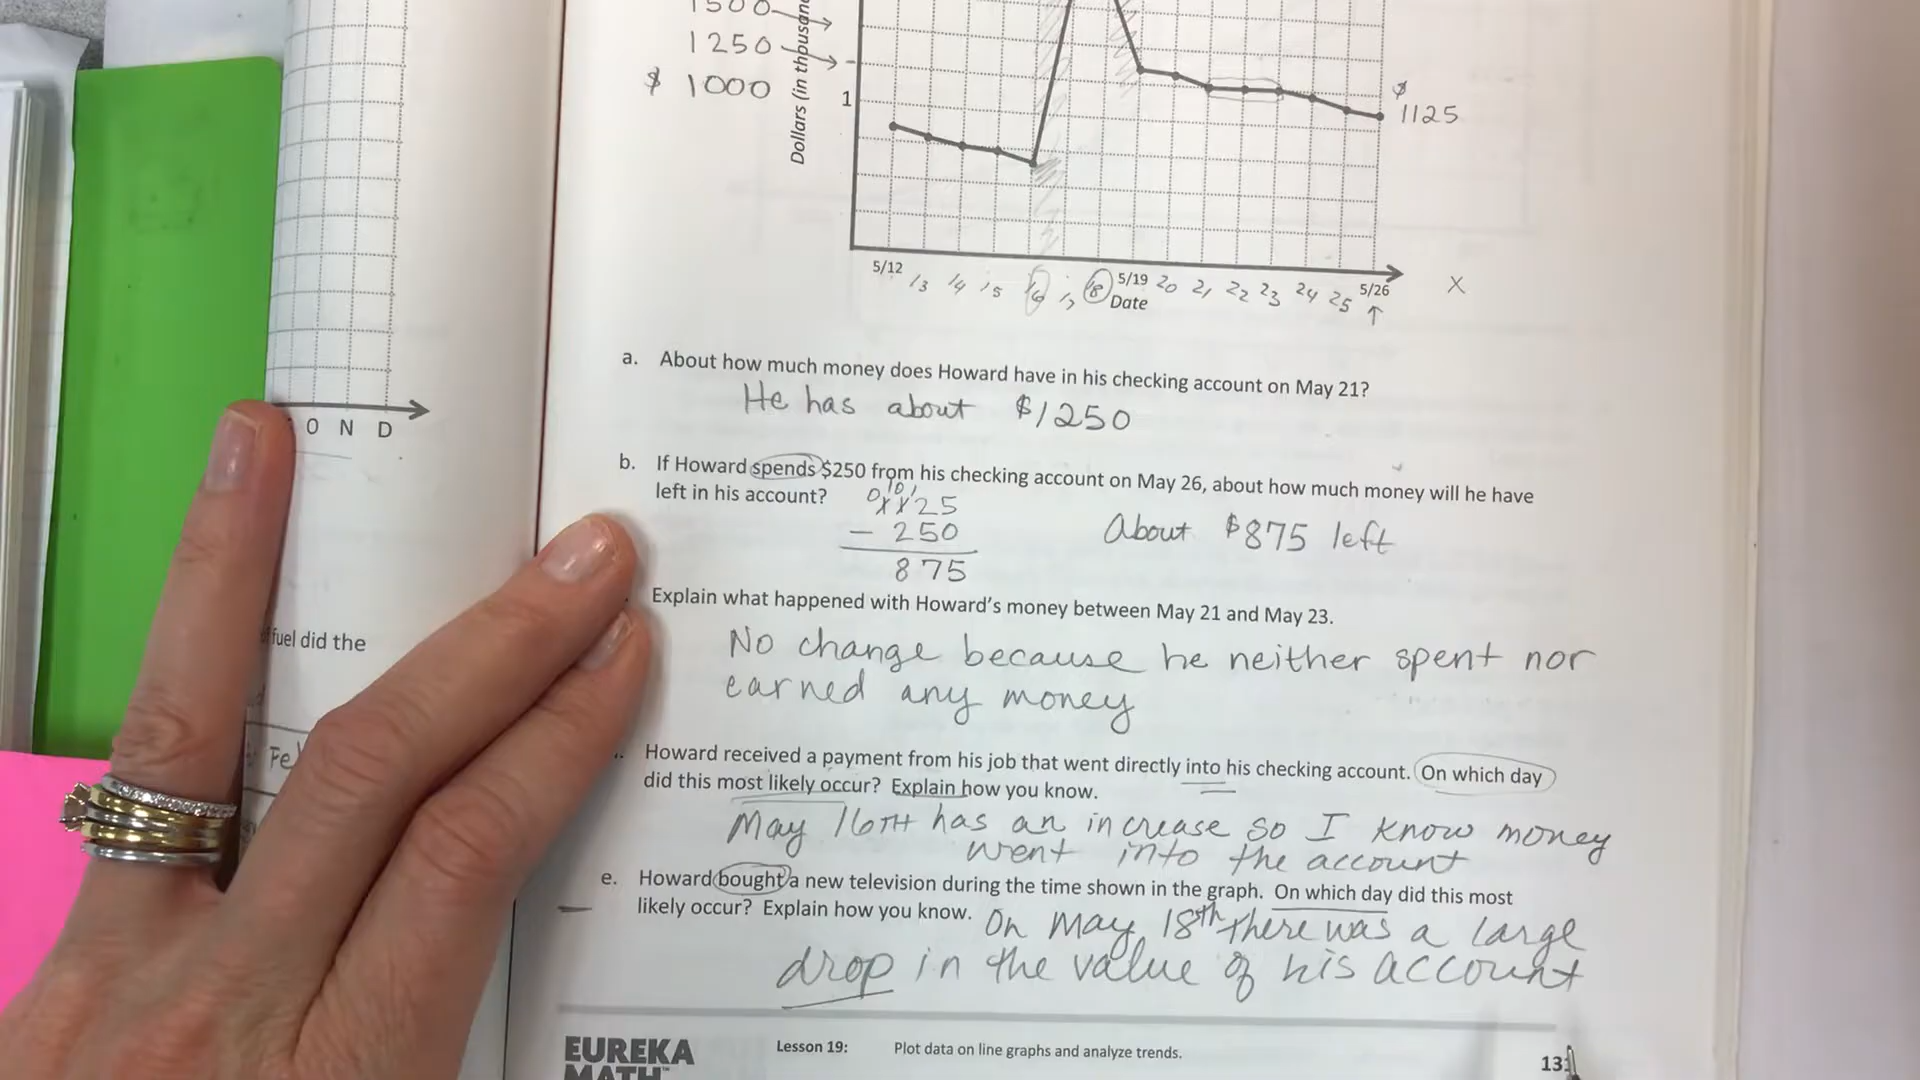 1500
1250
$ 1000
Dollars (in thousan
1
$
1125
5/12 13 14 15 16 17 18 5/19 20 21 22 23 24 25 5/26
Date
X
O N D
a. About how much money does Howard have in his checking account on May 21?
He has about $1250
b. If Howard spends $250 from his checking account on May 26, about how much money will he have
left in his account?
0 10 1
1125
- 250
875
About $875 left
Explain what happened with Howard's money between May 21 and May 23.
No change because he neither spent nor
earned any money
fuel did the
Fe
Howard received a payment from his job that went directly into his checking account. On which day
did this most likely occur? Explain how you know.
May 16TH has an increase so I know money
went into the account
e. Howard bought a new television during the time shown in the graph. On which day did this most
likely occur? Explain how you know. On May 18th there was a large
drop in the value of his account
EUREKA
MATH™
Lesson 19: Plot data on line graphs and analyze trends.